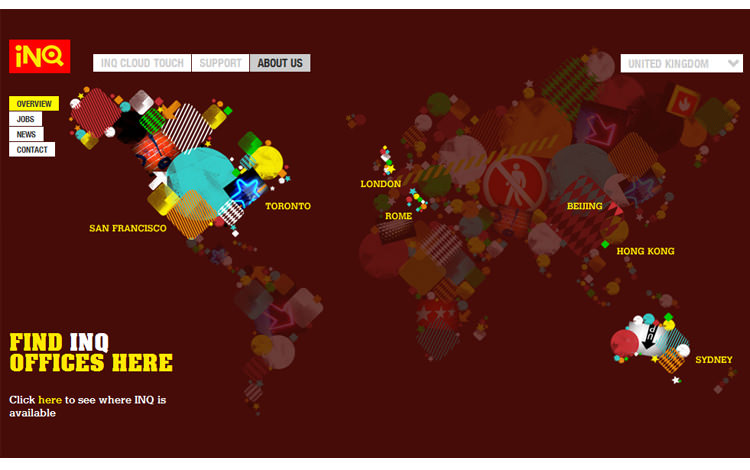 iNQ
INQ CLOUD TOUCH
SUPPORT
ABOUT US
UNITED KINGDOM
OVERVIEW
JOBS
NEWS
CONTACT
LONDON
TORONTO
ROME
BEIJING
SAN FRANCISCO
HONG KONG
SYDNEY
FIND INQ
OFFICES HERE
Click here to see where INQ is
available